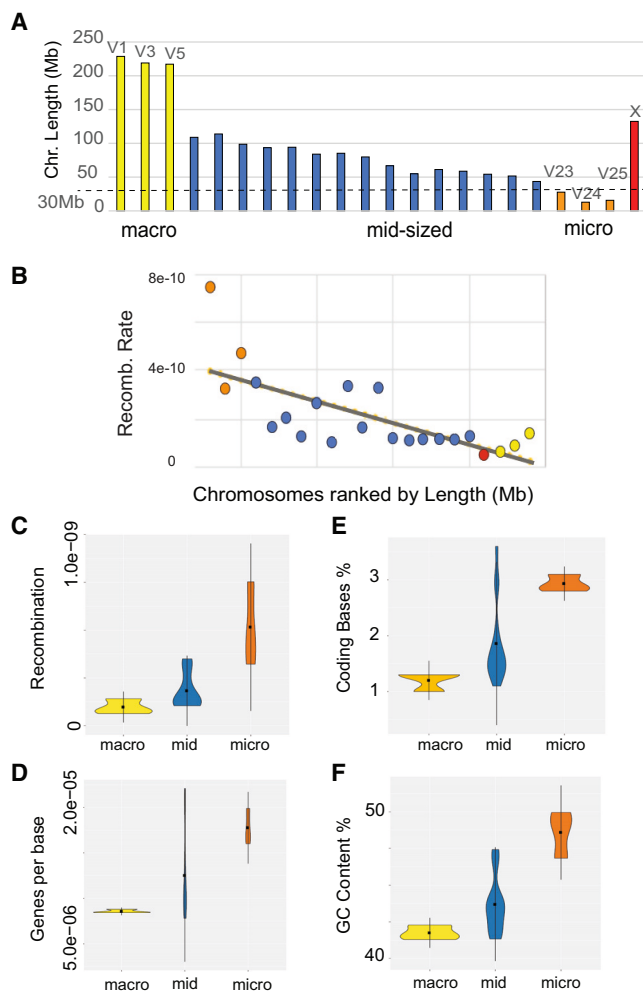 A
Chr. Length (Mb)
250
200
150
100
50
30Mb
0
V1
V3
V5
V23
V24
V25
X
macro
mid-sized
micro
B
Recomb. Rate
8e-10
4e-10
0
Chromosomes ranked by Length (Mb)
C
Recombination
1.0e−09
0
macro
mid
micro
E
Coding Bases %
3
2
1
macro
mid
micro
D
Genes per base
2.0e−05
5.0e−06
macro
mid
micro
F
GC Content %
50
40
macro
mid
micro